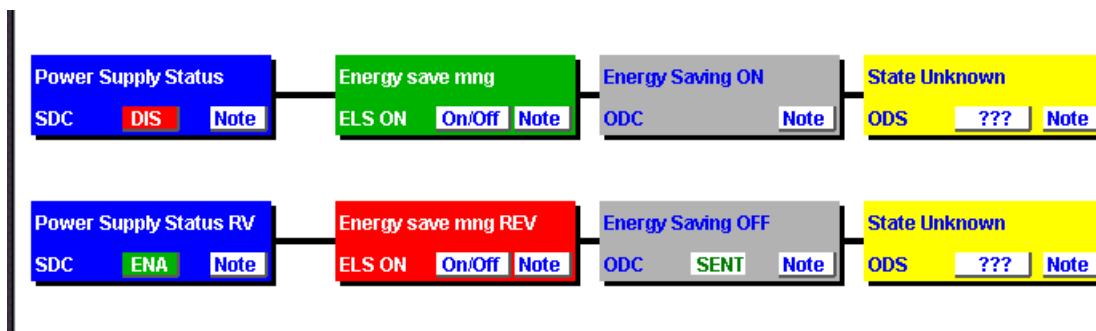 Power Supply Status
SDC DIS Note
Energy save mng
ELS ON On/Off Note
Energy Saving ON
ODC Note
State Unknown
ODS ??? Note
Power Supply Status RV
SDC ENA Note
Energy save mng REV
ELS ON On/Off Note
Energy Saving OFF
ODC SENT Note
State Unknown
ODS ??? Note